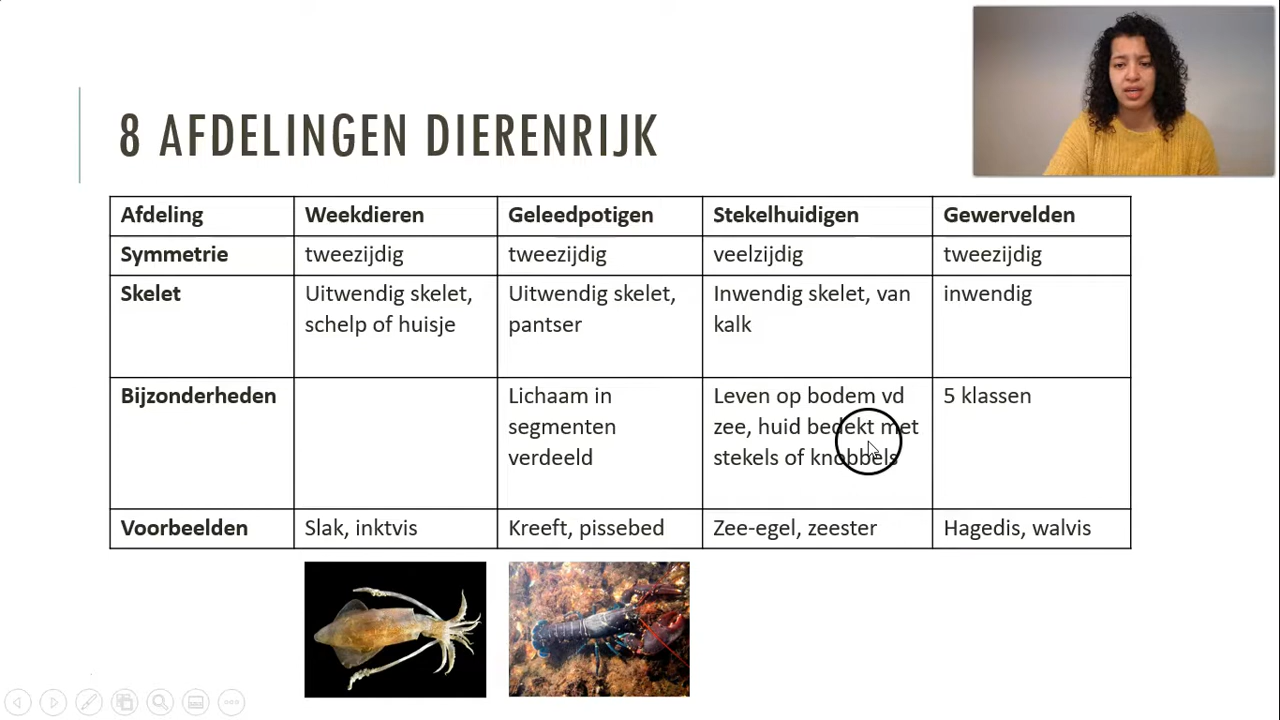 8 AFDELINGEN DIERENRIJK
Afdeling Weekdieren Geleedpotigen Stekelhuidigen Gewervelden
Symmetrie tweezijdig tweezijdig veelzijdig tweezijdig
Skelet Uitwendig skelet, Uitwendig skelet, Inwendig skelet, van inwendig
schelp of huisje pantser kalk
Bijzonderheden Lichaam in Leven op bodem vd 5 klassen
segmenten zee, huid bedekt met
verdeeld stekels of knobbels
Voorbeelden Slak, inktvis Kreeft, pissebed Zee-egel, zeester Hagedis, walvis